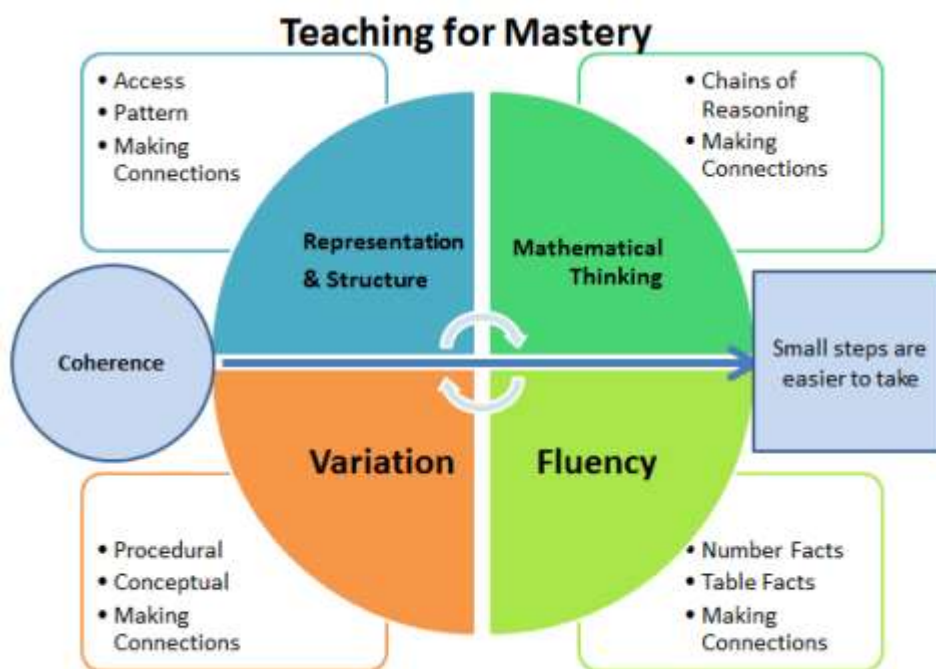 Teaching for Mastery
• Access
• Pattern
• Making
Connections
• Chains of
Reasoning
• Making
Connections
Representation
& Structure
Mathematical
Thinking
Coherence
Small steps are
easier to take
Variation
Fluency
• Procedural
• Conceptual
• Making
Connections
• Number Facts
• Table Facts
• Making
Connections